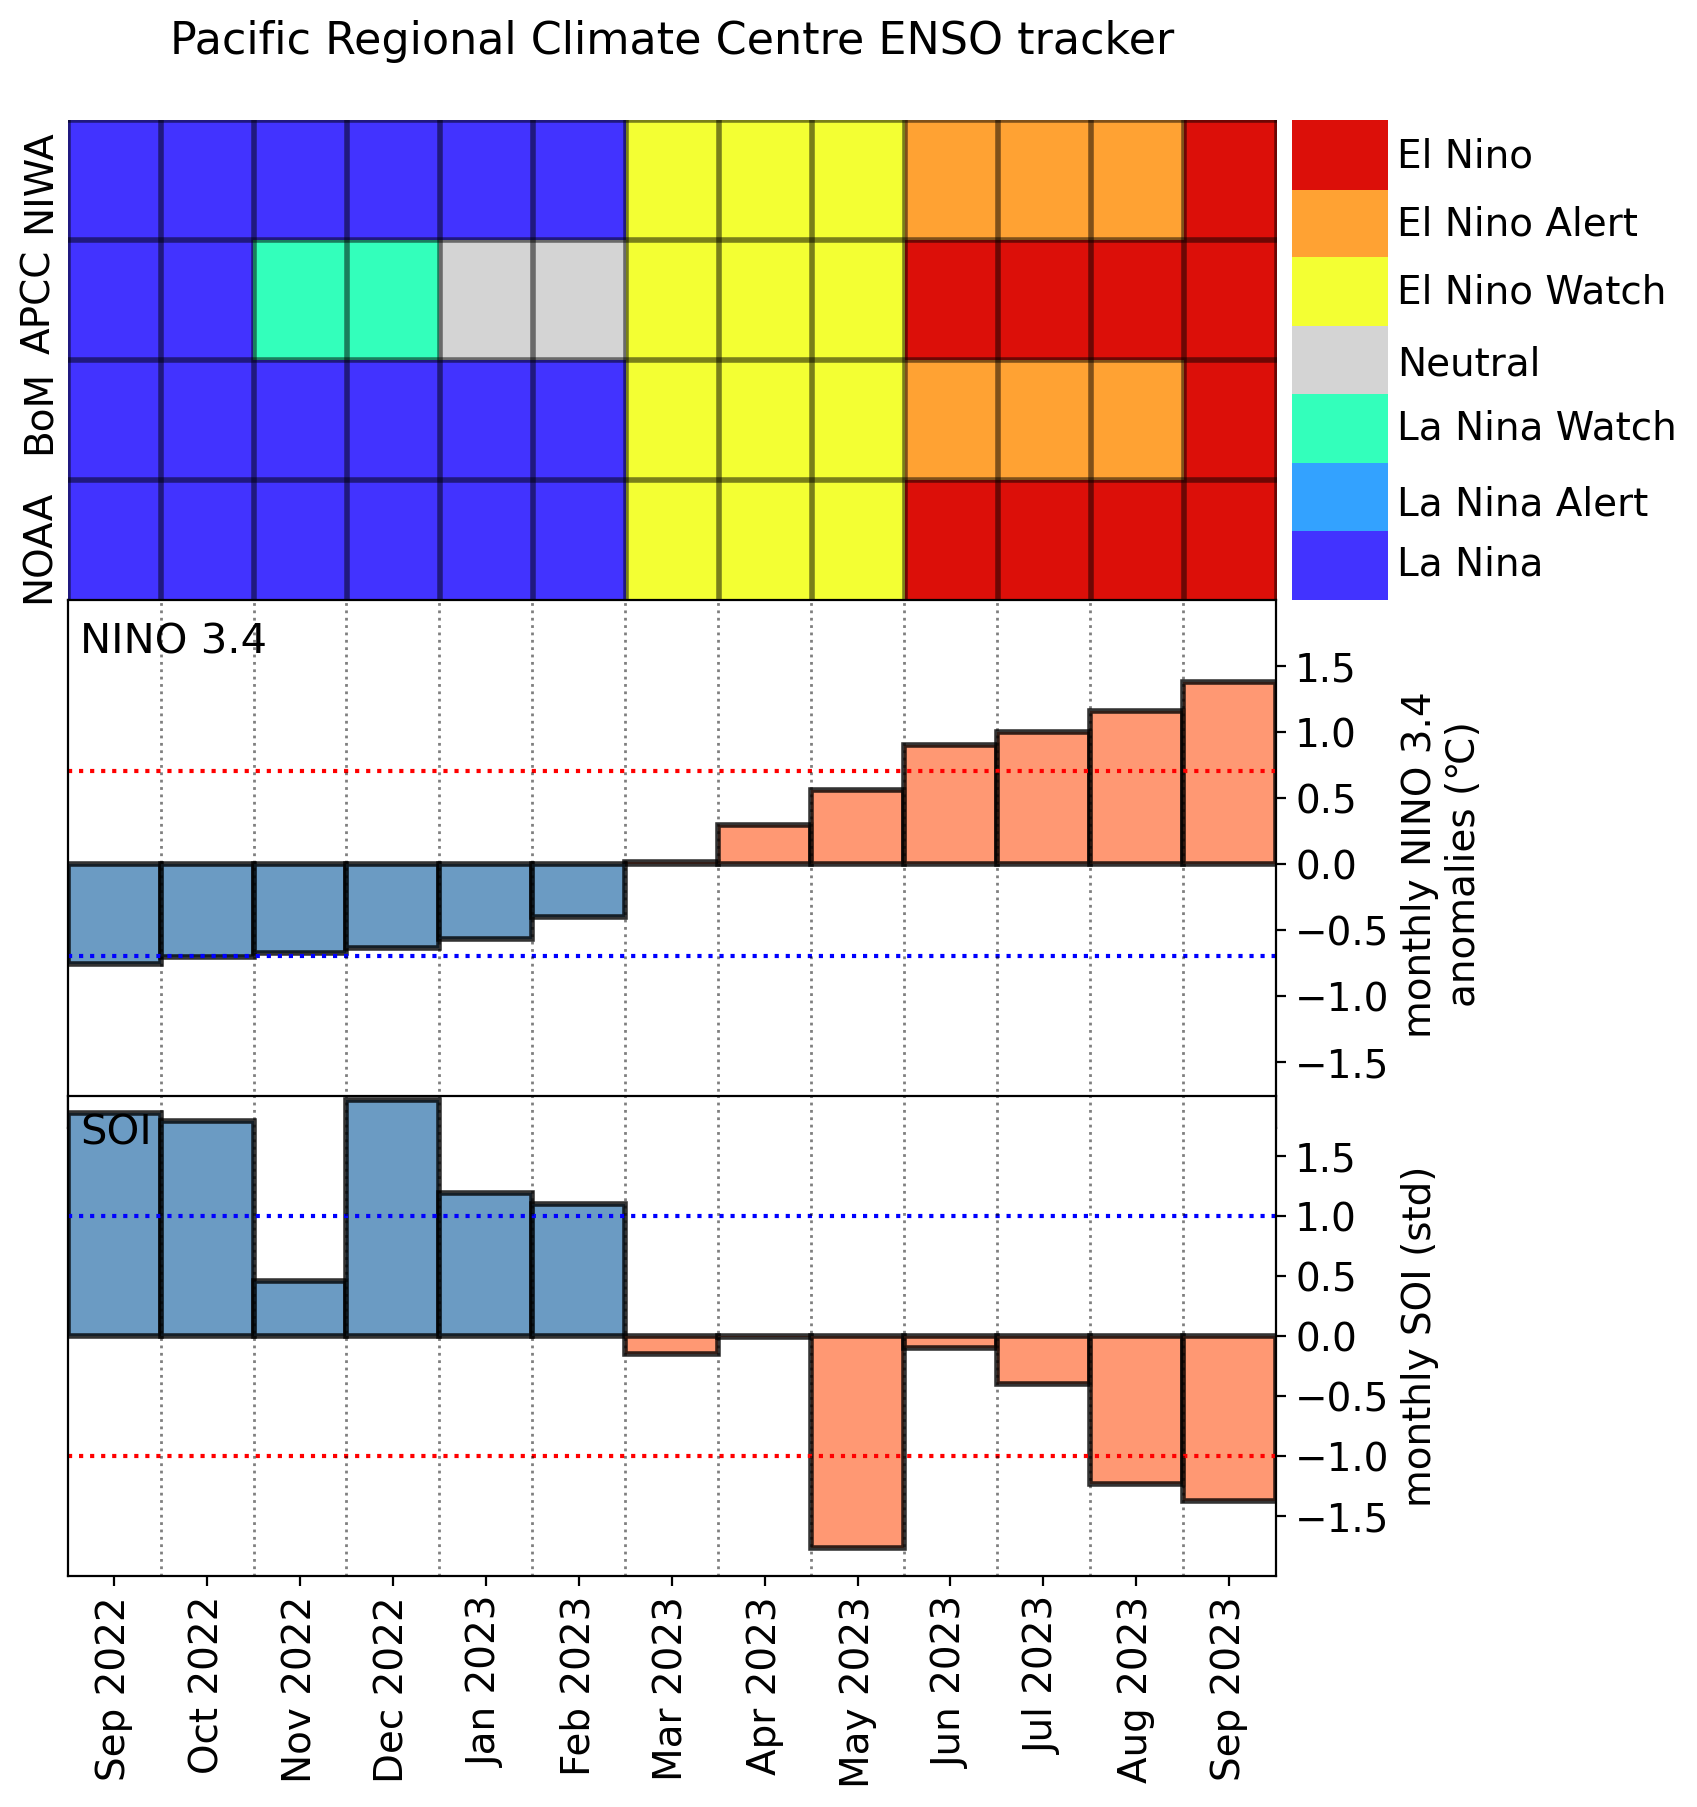 Pacific Regional Climate Centre ENSO tracker
NIWA
APCC
BoM
NOAA
El Nino
El Nino Alert
El Nino Watch
Neutral
La Nina Watch
La Nina Alert
La Nina
NINO 3.4
1.5
1.0
0.5
0.0
−0.5
−1.0
−1.5
monthly NINO 3.4
anomalies (°C)
SOI
1.5
1.0
0.5
0.0
−0.5
−1.0
−1.5
monthly SOI (std)
Sep 2022
Oct 2022
Nov 2022
Dec 2022
Jan 2023
Feb 2023
Mar 2023
Apr 2023
May 2023
Jun 2023
Jul 2023
Aug 2023
Sep 2023